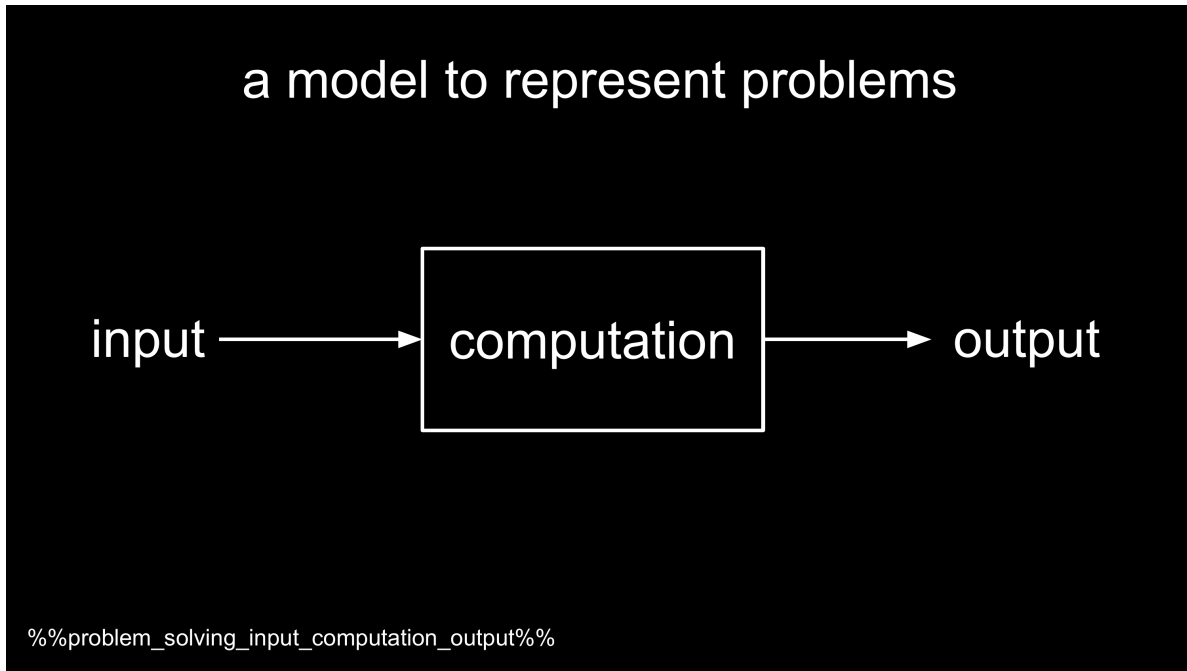 a model to represent problems
input
computation
output
%%problem_solving_input_computation_output%%